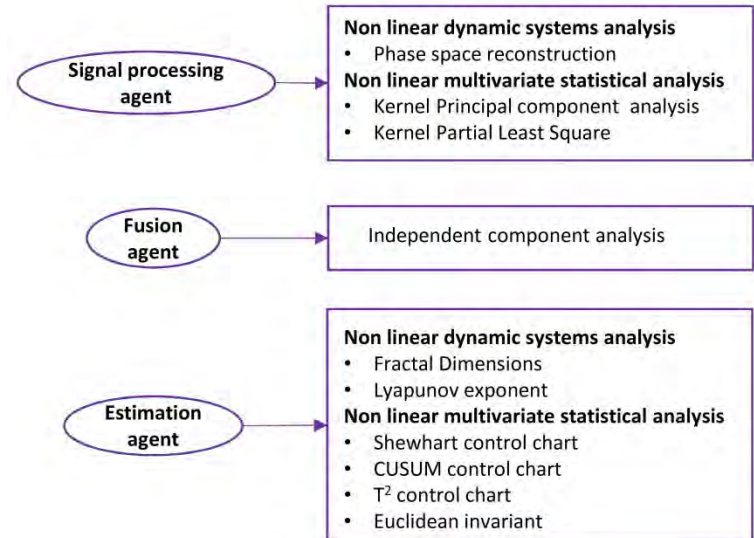 Signal processing
agent
Non linear dynamic systems analysis
• Phase space reconstruction
Non linear multivariate statistical analysis
• Kernel Principal component analysis
• Kernel Partial Least Square
Fusion
agent
Independent component analysis
Estimation
agent
Non linear dynamic systems analysis
• Fractal Dimensions
• Lyapunov exponent
Non linear multivariate statistical analysis
• Shewhart control chart
• CUSUM control chart
• T² control chart
• Euclidean invariant